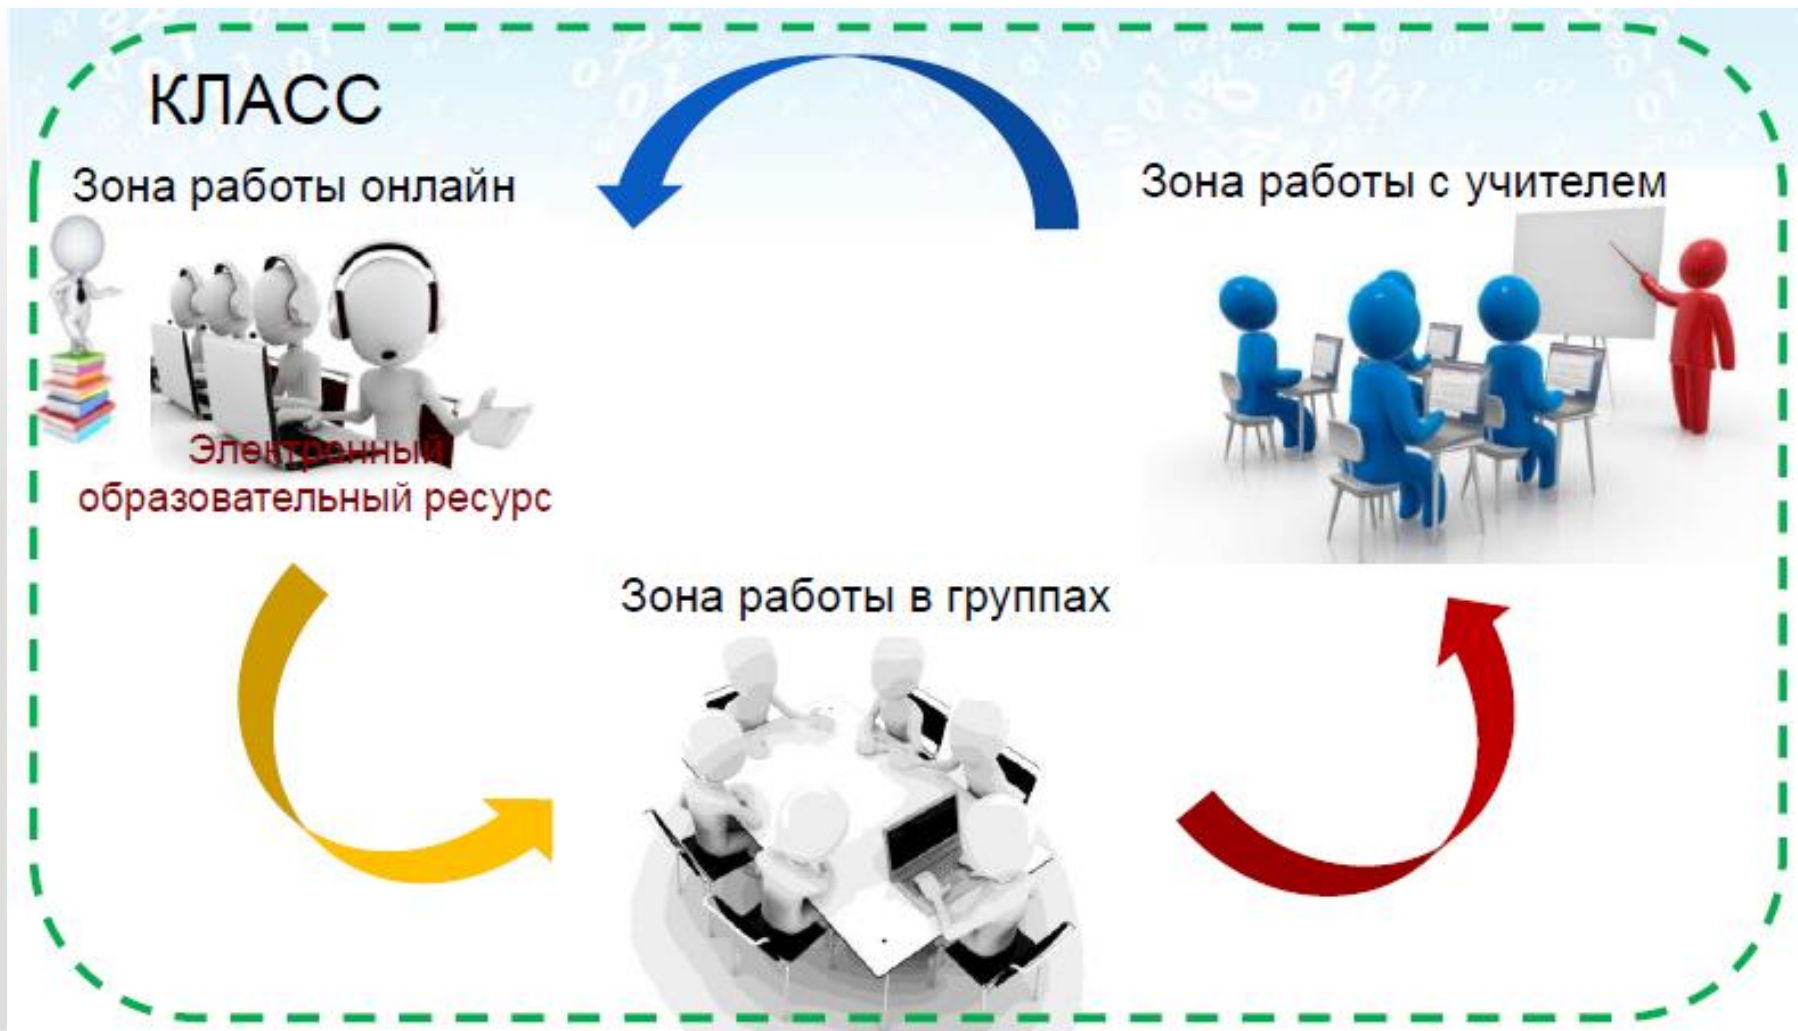 КЛАСС
Зона работы онлайн
Зона работы с учителем
Электронный
образовательный ресурс
Зона работы в группах